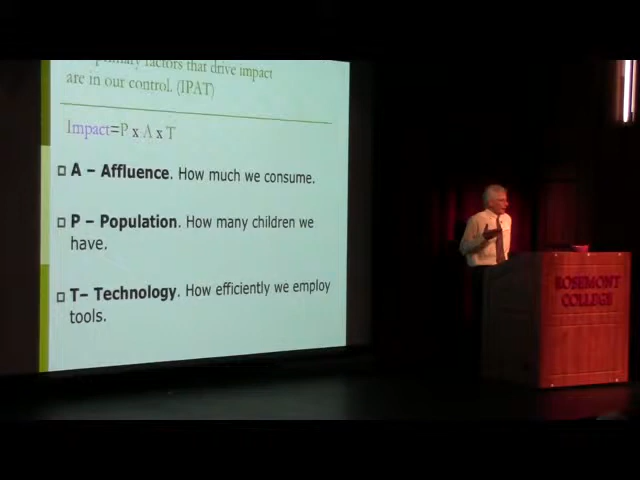 primary factors that drive impact
are in our control. (IPAT)
Impact=P x A x T
A – Affluence. How much we consume.
P – Population. How many children we
have.
T– Technology. How efficiently we employ
tools.
ROSEMONT
COLLEGE